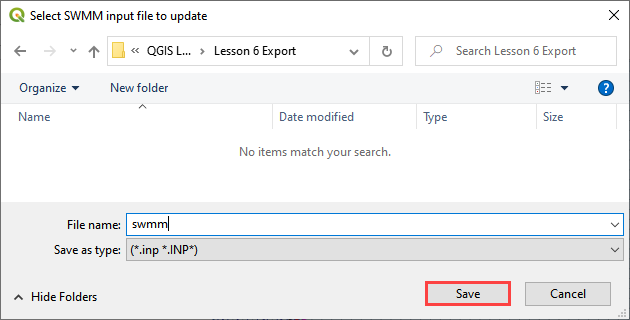 Select SWMM input file to update
« QGIS L... > Lesson 6 Export
Search Lesson 6 Export
Organize New folder
Name Date modified Type Size
No items match your search.
File name: swmm
Save as type: (*.inp *.INP*)
Hide Folders Save Cancel